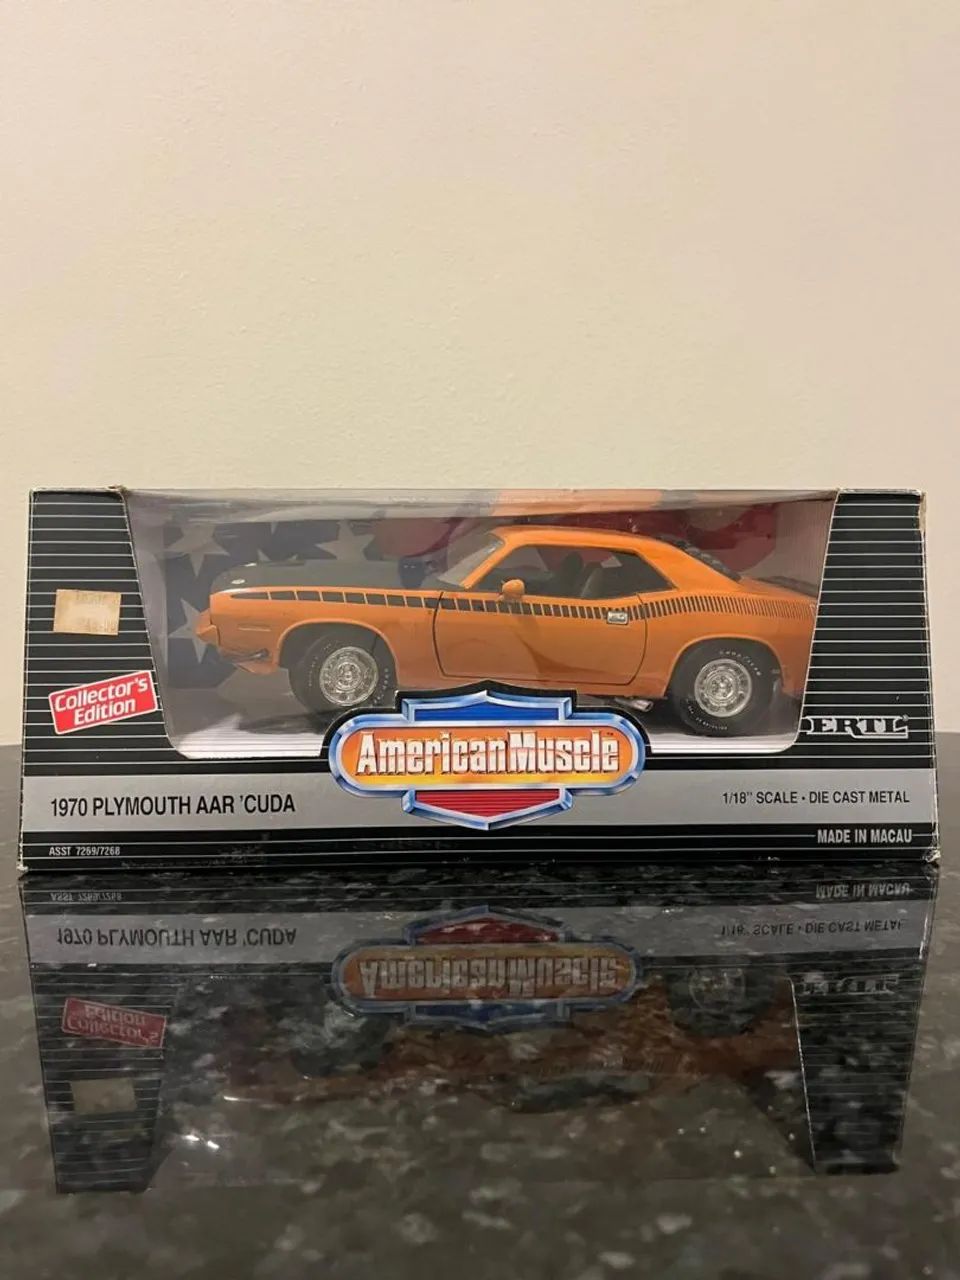 Collector's
Edition
ERTL
AmericanMuscle
1970 PLYMOUTH AAR 'CUDA
1/18" SCALE • DIE CAST METAL
MADE IN MACAU
ASST 7269/7268